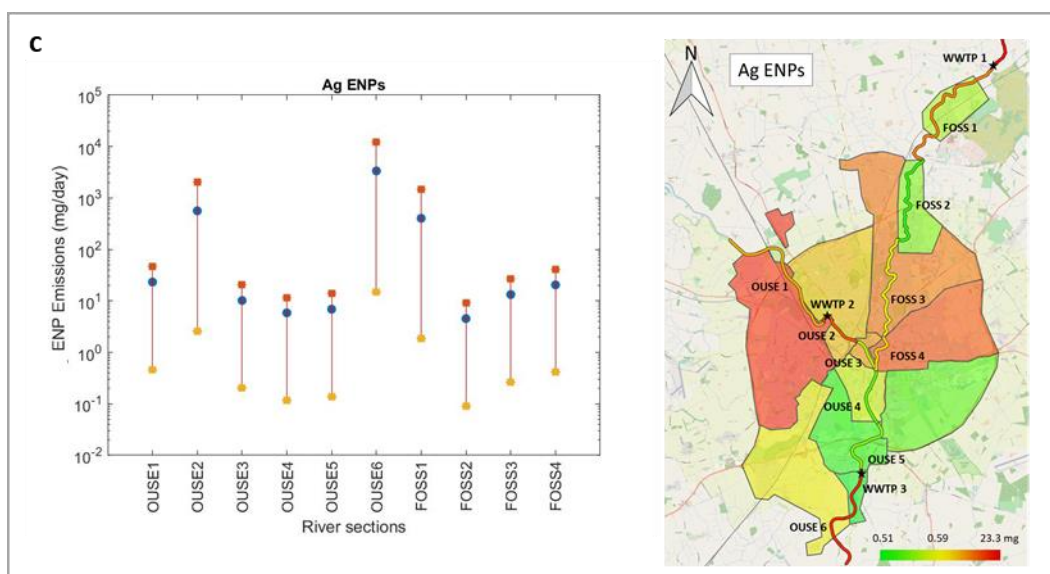 C
Ag ENPs
10^5
10^4
10^3
10^2
10^1
10^0
10^-1
10^-2
ENP Emissions (mg/day)
OUSE1
OUSE2
OUSE3
OUSE4
OUSE5
OUSE6
FOSS1
FOSS2
FOSS3
FOSS4
River sections
N
Ag ENPs
WWTP 1
FOSS 1
FOSS 2
OUSE 1
WWTP 2
FOSS 3
OUSE 2
OUSE 3
FOSS 4
OUSE 4
OUSE 5
WWTP 3
OUSE 6
0.51 0.59 23.3 mg